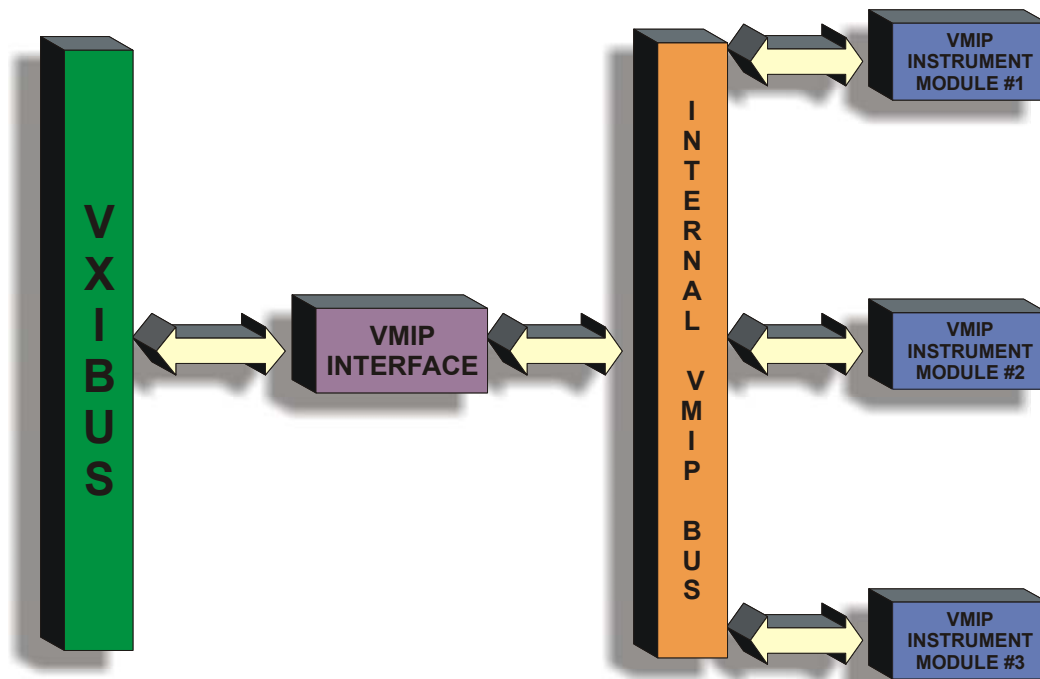 VXIBUS
VMIP
INTERFACE
INTERNAL VMIP BUS
VMIP
INSTRUMENT
MODULE #1
VMIP
INSTRUMENT
MODULE #2
VMIP
INSTRUMENT
MODULE #3